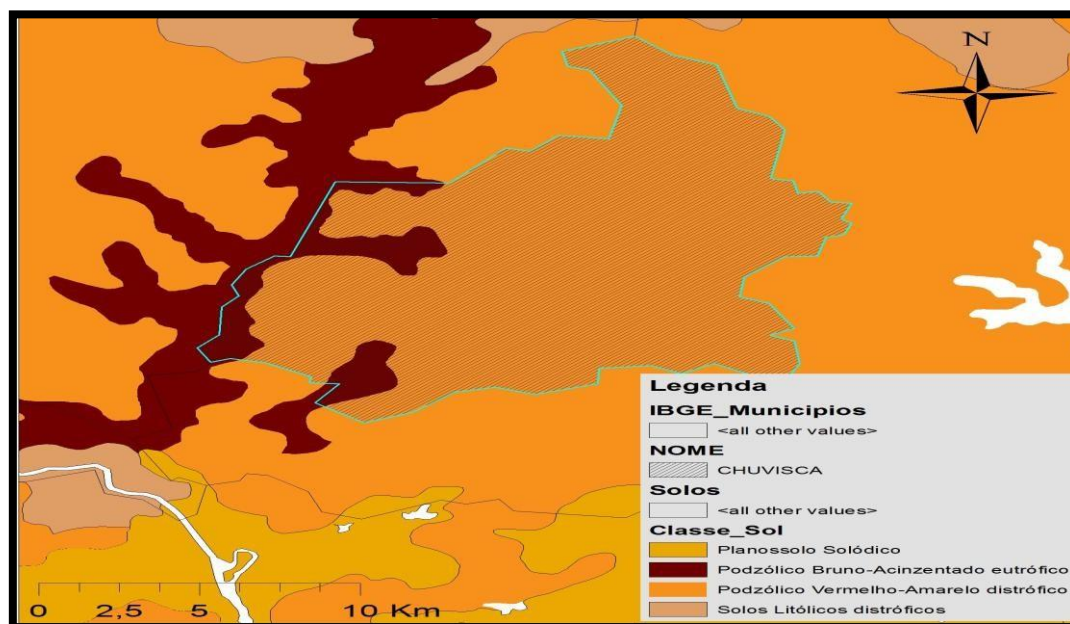 N
Legenda
IBGE_Municipios
<all other values>
NOME
CHUVISCA
Solos
<all other values>
Classe_Sol
Planossolo Solódico
Podzólico Bruno-Acinzentado eutrófico
Podzólico Vermelho-Amarelo distrófico
Solos Litólicos distróficos
0 2,5 5 10 Km